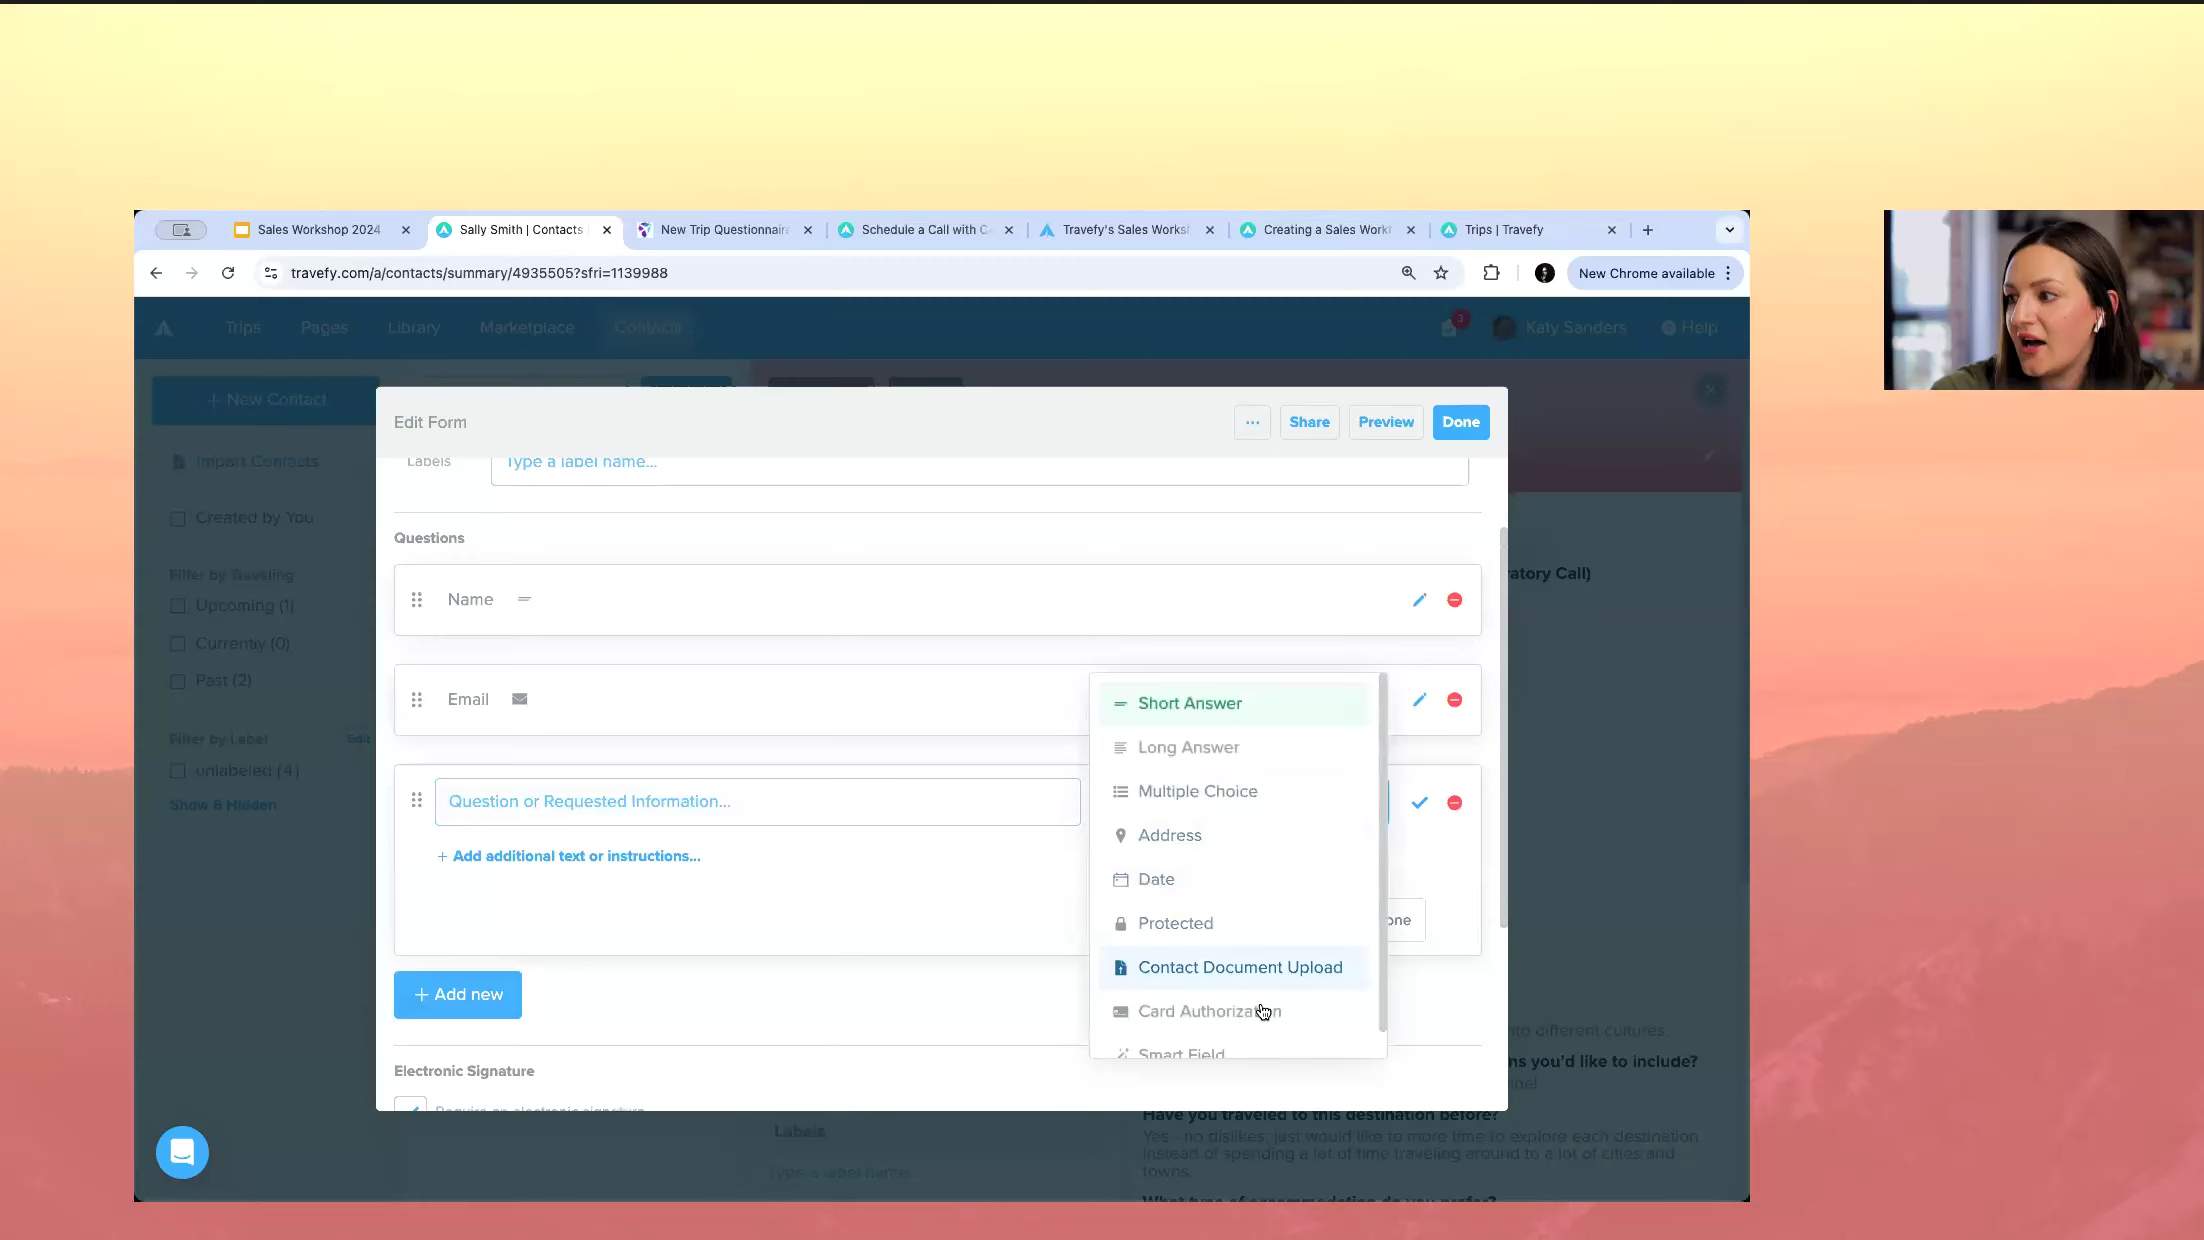 Sales Workshop 2024
Sally Smith | Contacts
New Trip Questionnaire
Schedule a Call with C
Travefy's Sales Works
Creating a Sales Work
Trips | Travefy
travefy.com/a/contacts/summary/4935505?sfri=1139988
New Chrome available
Trips
Pages
Library
Marketplace
Contacts
3
Katy Sanders
Help
+ New Contact
Import Contacts
Created by You
Filter by Traveling
Upcoming (1)
Currently (0)
Past (2)
Filter by Label
Edit
unlabeled (4)
Show 8 Hidden
Edit Form
...
Share
Preview
Done
Labels
Type a label name...
Questions
Name
Email
Question or Requested Information...
+ Add additional text or instructions...
Short Answer
Long Answer
Multiple Choice
Address
Date
Protected
Contact Document Upload
Card Authorization
Smart Field
one
+ Add new
Electronic Signature
Require an electronic signature
ratory Call)
nto different cultures.
ns you'd like to include?
Have you traveled to this destination before?
Yes - no dislikes, just would like to more time to explore each destination
instead of spending a lot of time traveling around to a lot of cities and
towns.
What type of accommodation do you prefer?
Labels
Type a label name